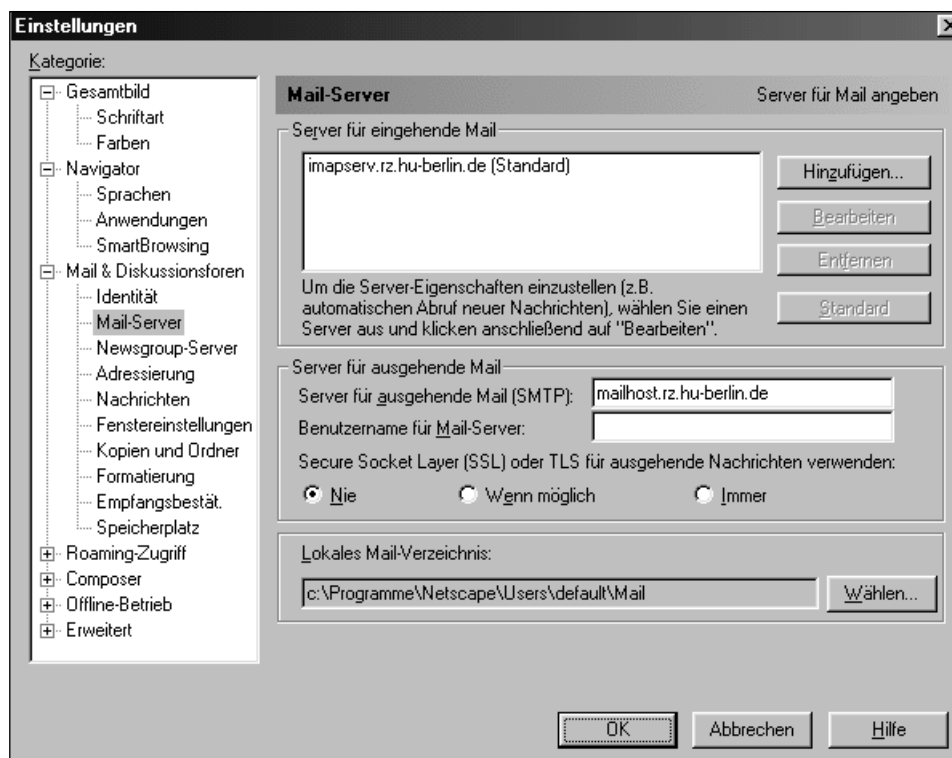 Einstellungen
Kategorie:
Gesamtbild
Schriftart
Farben
Navigator
Sprachen
Anwendungen
SmartBrowsing
Mail & Diskussionsforen
Identität
Mail-Server
Newsgroup-Server
Adressierung
Nachrichten
Fenstereinstellungen
Kopien und Ordner
Formatierung
Empfangsbestät.
Speicherplatz
Roaming-Zugriff
Composer
Offline-Betrieb
Erweitert
Mail-Server Server für Mail angeben
Server für eingehende Mail
imapserv.rz.hu-berlin.de (Standard)
Hinzufügen...
Bearbeiten
Entfernen
Standard
Um die Server-Eigenschaften einzustellen (z.B.
automatischen Abruf neuer Nachrichten), wählen Sie einen
Server aus und klicken anschließend auf "Bearbeiten".
Server für ausgehende Mail
Server für ausgehende Mail (SMTP): mailhost.rz.hu-berlin.de
Benutzername für Mail-Server:
Secure Socket Layer (SSL) oder TLS für ausgehende Nachrichten verwenden:
Nie Wenn möglich Immer
Lokales Mail-Verzeichnis:
c:\Programme\Netscape\Users\default\Mail Wählen...
OK Abbrechen Hilfe